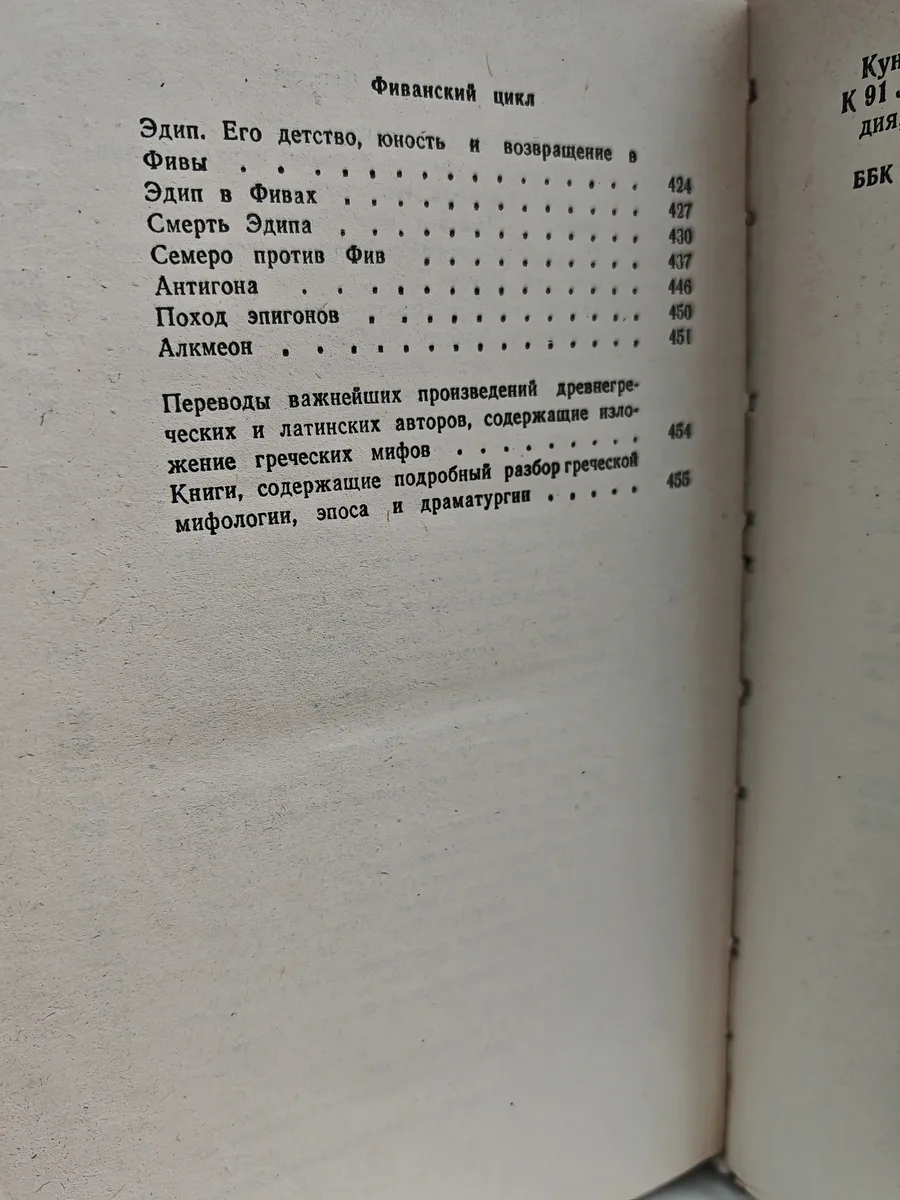 Фиванский цикл
Эдип. Его детство, юность и возвращение в
Фивы . . . . . . . . . . . . . . 424
Эдип в Фивах . . . . . . . . . . . 427
Смерть Эдипа . . . . . . . . . . . 430
Семеро против Фив . . . . . . . . 437
Антигона . . . . . . . . . . . . 446
Поход эпигонов . . . . . . . . . . 450
Алкмеон . . . . . . . . . . . . . 451
Переводы важнейших произведений древнегре-
ческих и латинских авторов, содержащие изло-
жение греческих мифов . . . . . . . . 454
Книги, содержащие подробный разбор греческой
мифологии, эпоса и драматургии . . . . . 455
Кун
К 91
дия,
ББК